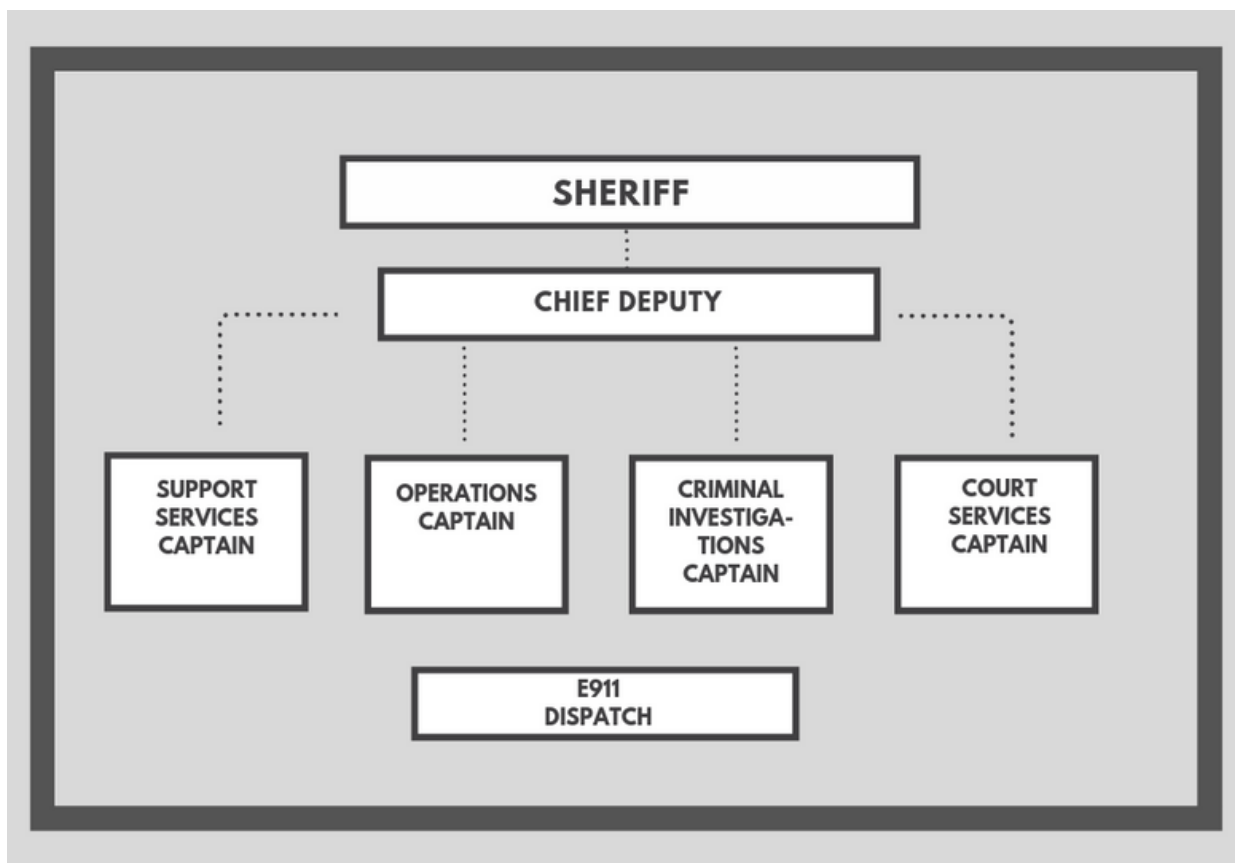 SHERIFF
CHIEF DEPUTY
SUPPORT
SERVICES
CAPTAIN
OPERATIONS
CAPTAIN
CRIMINAL
INVESTIGA-
TIONS
CAPTAIN
COURT
SERVICES
CAPTAIN
E911
DISPATCH